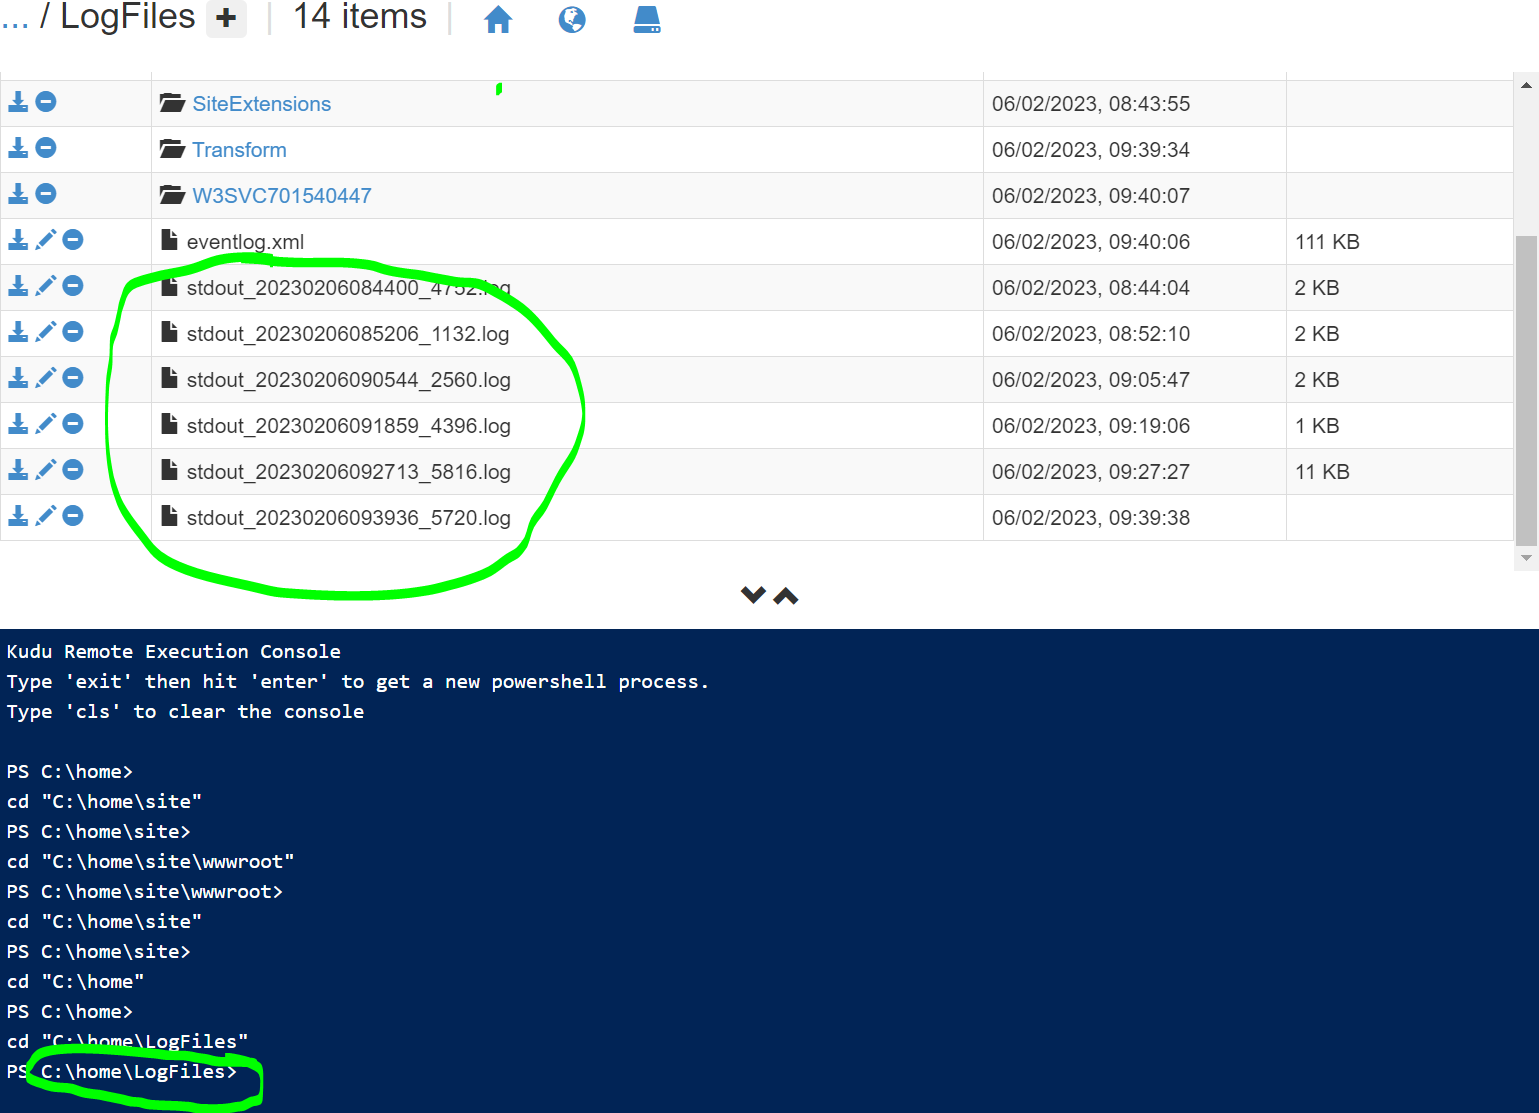 ... / LogFiles + | 14 items |
SiteExtensions 06/02/2023, 08:43:55
Transform 06/02/2023, 09:39:34
W3SVC701540447 06/02/2023, 09:40:07
eventlog.xml 06/02/2023, 09:40:06 111 KB
stdout_20230206084400_4752.log 06/02/2023, 08:44:04 2 KB
stdout_20230206085206_1132.log 06/02/2023, 08:52:10 2 KB
stdout_20230206090544_2560.log 06/02/2023, 09:05:47 2 KB
stdout_20230206091859_4396.log 06/02/2023, 09:19:06 1 KB
stdout_20230206092713_5816.log 06/02/2023, 09:27:27 11 KB
stdout_20230206093936_5720.log 06/02/2023, 09:39:38
Kudu Remote Execution Console
Type 'exit' then hit 'enter' to get a new powershell process.
Type 'cls' to clear the console
PS C:\home>
cd "C:\home\site"
PS C:\home\site>
cd "C:\home\site\wwwroot"
PS C:\home\site\wwwroot>
cd "C:\home\site"
PS C:\home\site>
cd "C:\home"
PS C:\home>
cd "C:\home\LogFiles"
PS C:\home\LogFiles>